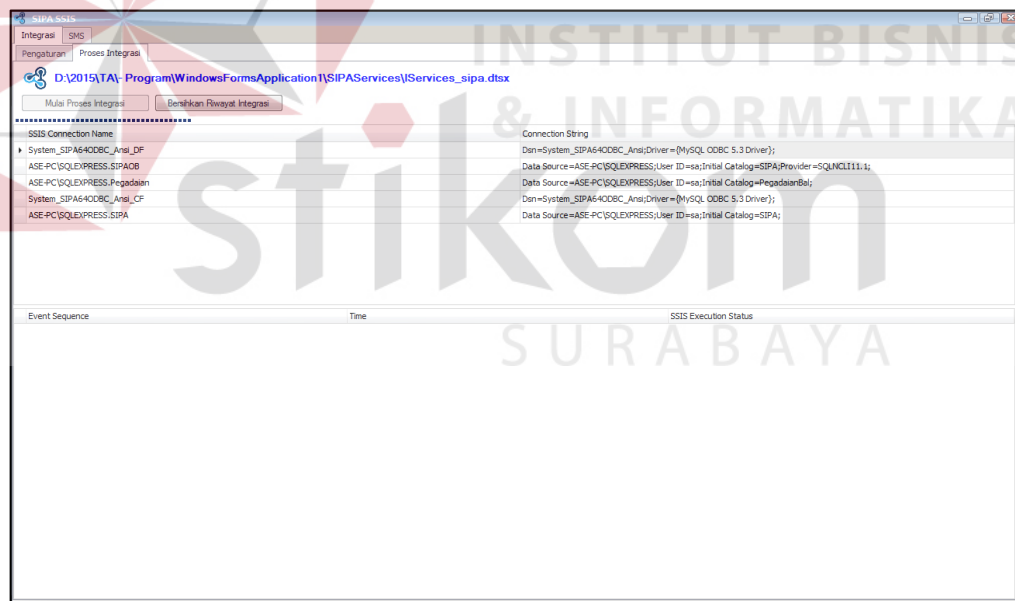 SIPA SSIS
Integrasi SMS
Pengaturan Proses Integrasi
D:\2015\TA\- Program\WindowsFormsApplication1\SIPAServices\IServices_sipa.dtsx
Mulai Proses Integrasi Bersihkan Riwayat Integrasi
SSIS Connection Name Connection String
System_SIPA64ODBC_Ansi_DF Dsn=System_SIPA64ODBC_Ansi;Driver={MySQL ODBC 5.3 Driver};
ASE-PC\SQLEXPRESS.SIPAOB Data Source=ASE-PC\SQLEXPRESS;User ID=sa;Initial Catalog=SIPA;Provider=SQLNCLI11.1;
ASE-PC\SQLEXPRESS.Pegadaian Data Source=ASE-PC\SQLEXPRESS;User ID=sa;Initial Catalog=PegadaianBal;
System_SIPA64ODBC_Ansi_CF Dsn=System_SIPA64ODBC_Ansi;Driver={MySQL ODBC 5.3 Driver};
ASE-PC\SQLEXPRESS.SIPA Data Source=ASE-PC\SQLEXPRESS;User ID=sa;Initial Catalog=SIPA;
Event Sequence Time SSIS Execution Status
INSTITUT BISNIS
& INFORMATIKA
stikom
SURABAYA